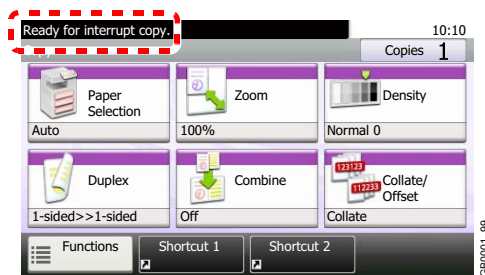 Ready for interrupt copy.
10:10
Copies 1
Paper
Selection
Auto
Zoom
100%
Density
Normal 0
Duplex
1-sided>>1-sided
Combine
Off
123123
112233
Collate/
Offset
Collate
Functions
Shortcut 1
Shortcut 2